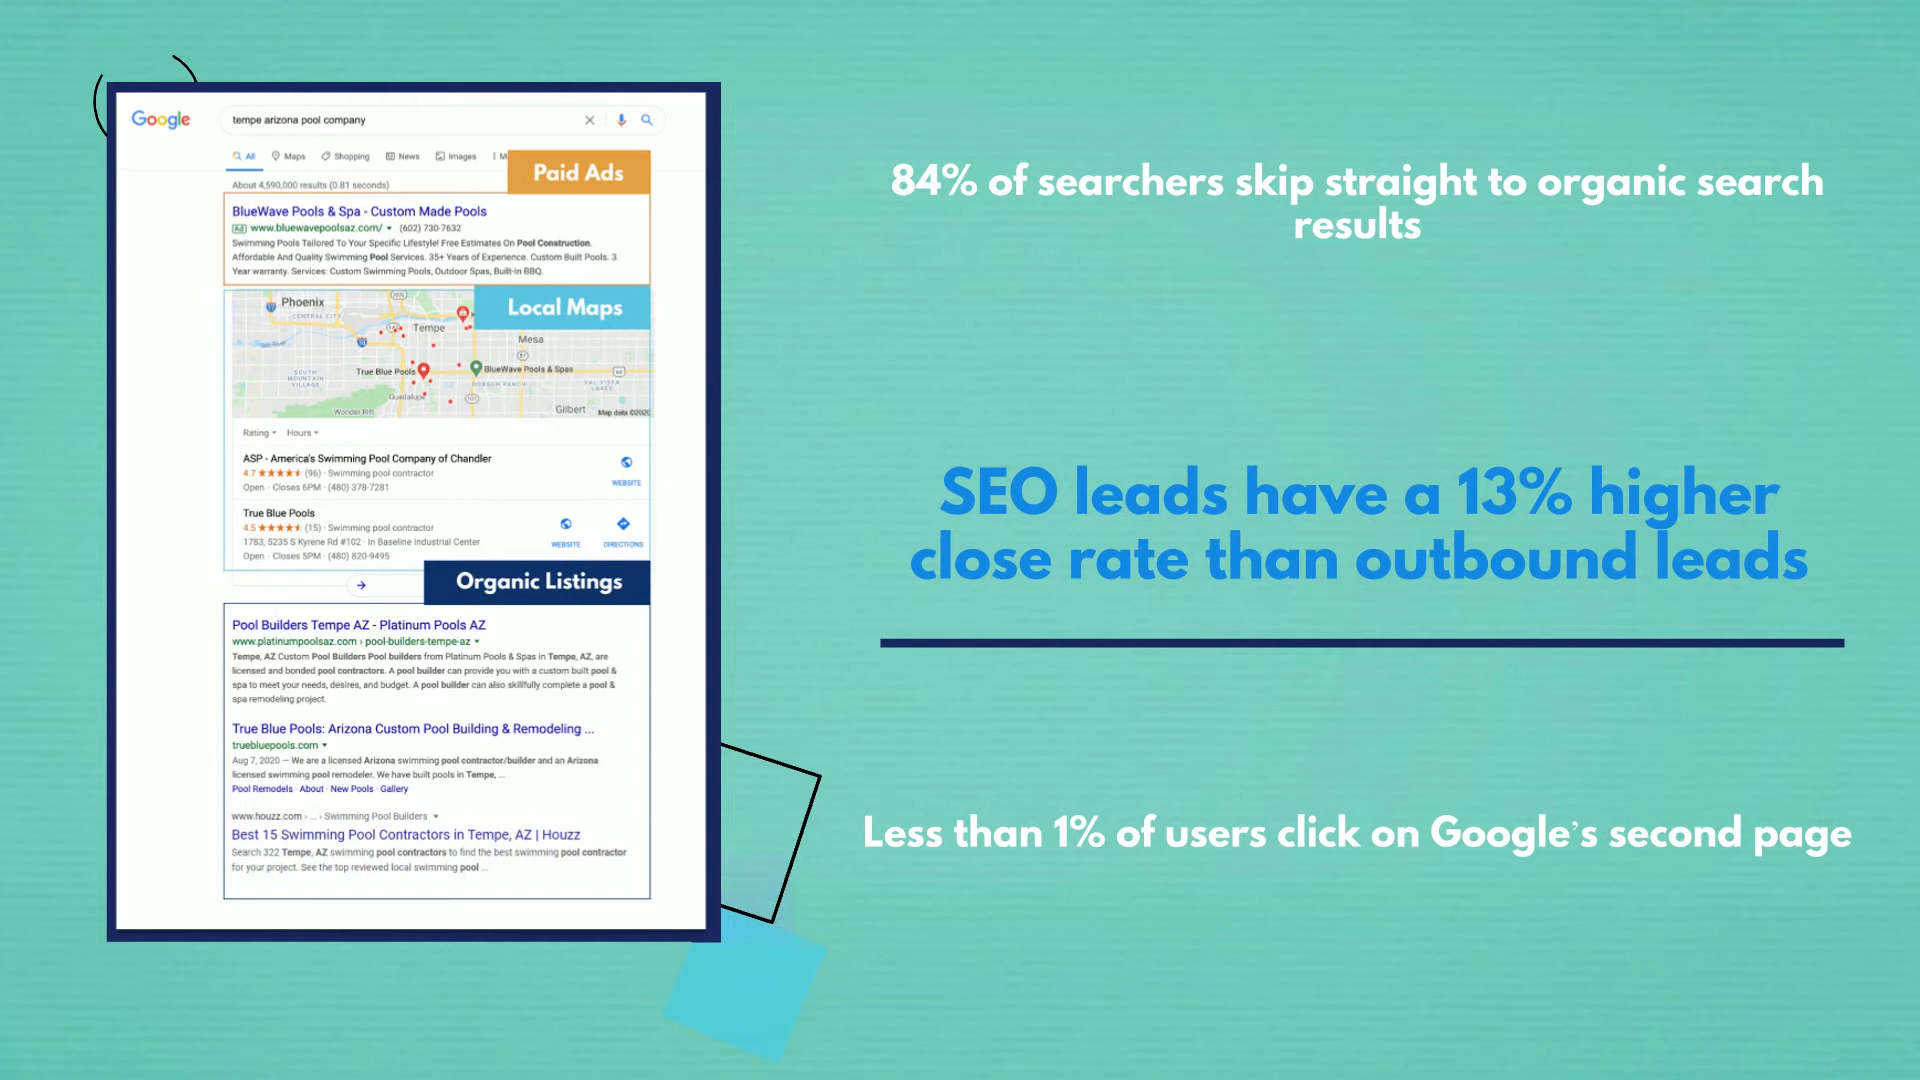 Google
tempe arizona pool company
All Maps Shopping News Images
Paid Ads
About 4,590,000 results (0.81 seconds)
BlueWave Pools & Spa - Custom Made Pools
Ad www.bluewavepoolsaz.com/ (602) 730-7632
Swimming Pools Tailored To Your Specific Lifestyle! Free Estimates On Pool Construction.
Affordable And Quality Swimming Pool Services. 35+ Years of Experience. Custom Built Pools. 3
Year warranty. Services: Custom Swimming Pools, Outdoor Spas, Built-in BBQ.
Local Maps
Phoenix
CENTRAL CITY
Tempe
Mesa
SOUTH
MOUNTAIN
VILLAGE
True Blue Pools
BlueWave Pools & Spas
DOBSON RANCH
VAL VISTA
LAKES
Guadalupe
Wonder Rift
Gilbert
Map data ©2020
Rating Hours
ASP - America's Swimming Pool Company of Chandler
4.7 (96) · Swimming pool contractor
Open · Closes 6PM · (480) 378-7281
WEBSITE
True Blue Pools
4.5 (15) · Swimming pool contractor
1783, 5235 S Kyrene Rd #102 · In Baseline Industrial Center
Open · Closes 5PM · (480) 820-9495
WEBSITE DIRECTIONS
Organic Listings
Pool Builders Tempe AZ - Platinum Pools AZ
www.platinumpoolsaz.com › pool-builders-tempe-az
Tempe, AZ Custom Pool Builders Pool builders from Platinum Pools & Spas in Tempe, AZ, are
licensed and bonded pool contractors. A pool builder can provide you with a custom built pool &
spa to meet your needs, desires, and budget. A pool builder can also skillfully complete a pool &
spa remodeling project.
True Blue Pools: Arizona Custom Pool Building & Remodeling ...
truebluepools.com
Aug 7, 2020 — We are a licensed Arizona swimming pool contractor/builder and an Arizona
licensed swimming pool remodeler. We have built pools in Tempe, ...
Pool Remodels · About · New Pools · Gallery
www.houzz.com › ... › Swimming Pool Builders
Best 15 Swimming Pool Contractors in Tempe, AZ | Houzz
Search 322 Tempe, AZ swimming pool contractors to find the best swimming pool contractor
for your project. See the top reviewed local swimming pool ...
84% of searchers skip straight to organic search
results
SEO leads have a 13% higher
close rate than outbound leads
Less than 1% of users click on Google's second page